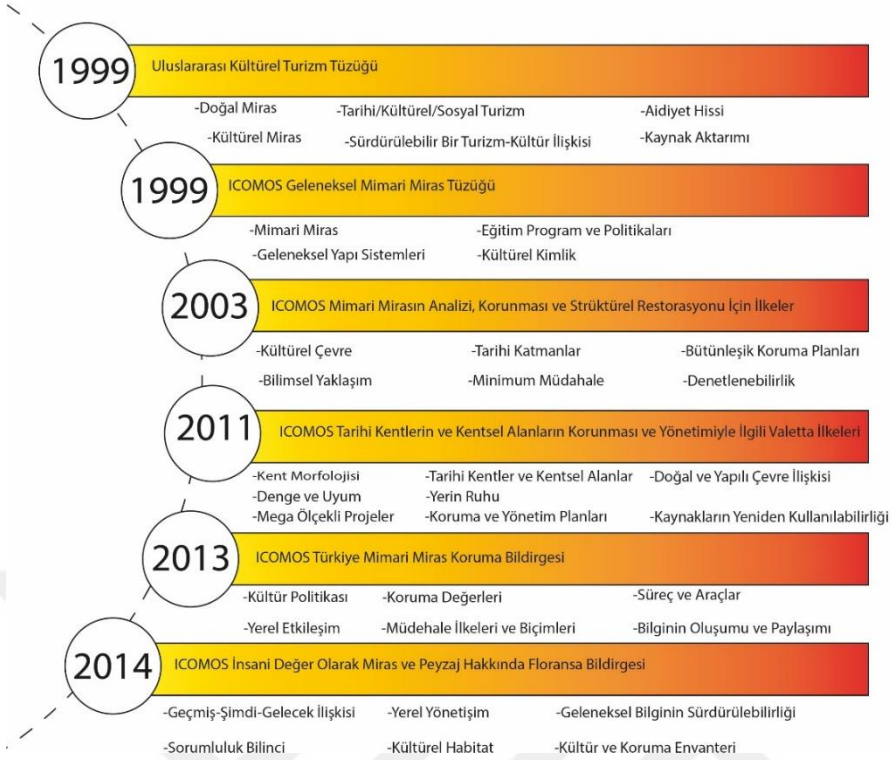 1999
Uluslararası Kültürel Turizm Tüzüğü
-Doğal Miras -Tarihi/Kültürel/Sosyal Turizm -Aidiyet Hissi
-Kültürel Miras -Sürdürülebilir Bir Turizm-Kültür İlişkisi -Kaynak Aktarımı
1999
ICOMOS Geleneksel Mimari Miras Tüzüğü
-Mimari Miras -Eğitim Program ve Politikaları
-Geleneksel Yapı Sistemleri -Kültürel Kimlik
2003
ICOMOS Mimari Mirasın Analizi, Korunması ve Strüktürel Restorasyonu İçin İlkeler
-Kültürel Çevre -Tarihi Katmanlar -Bütünleşik Koruma Planları
-Bilimsel Yaklaşım -Minimum Müdahale -Denetlenebilirlik
2011
ICOMOS Tarihi Kentlerin ve Kentsel Alanların Korunması ve Yönetimiyle İlgili Valetta İlkeleri
-Kent Morfolojisi -Tarihi Kentler ve Kentsel Alanlar -Doğal ve Yapılı Çevre İlişkisi
-Denge ve Uyum -Yerin Ruhu
-Mega Ölçekli Projeler -Koruma ve Yönetim Planları -Kaynakların Yeniden Kullanılabilirliği
2013
ICOMOS Türkiye Mimari Miras Koruma Bildirgesi
-Kültür Politikası -Koruma Değerleri -Süreç ve Araçlar
-Yerel Etkileşim -Müdehale İlkeleri ve Biçimleri -Bilginin Oluşumu ve Paylaşımı
2014
ICOMOS İnsani Değer Olarak Miras ve Peyzaj Hakkında Floransa Bildirgesi
-Geçmiş-Şimdi-Gelecek İlişkisi -Yerel Yönetişim -Geleneksel Bilginin Sürdürülebilirliği
-Sorumluluk Bilinci -Kültürel Habitat -Kültür ve Koruma Envanteri